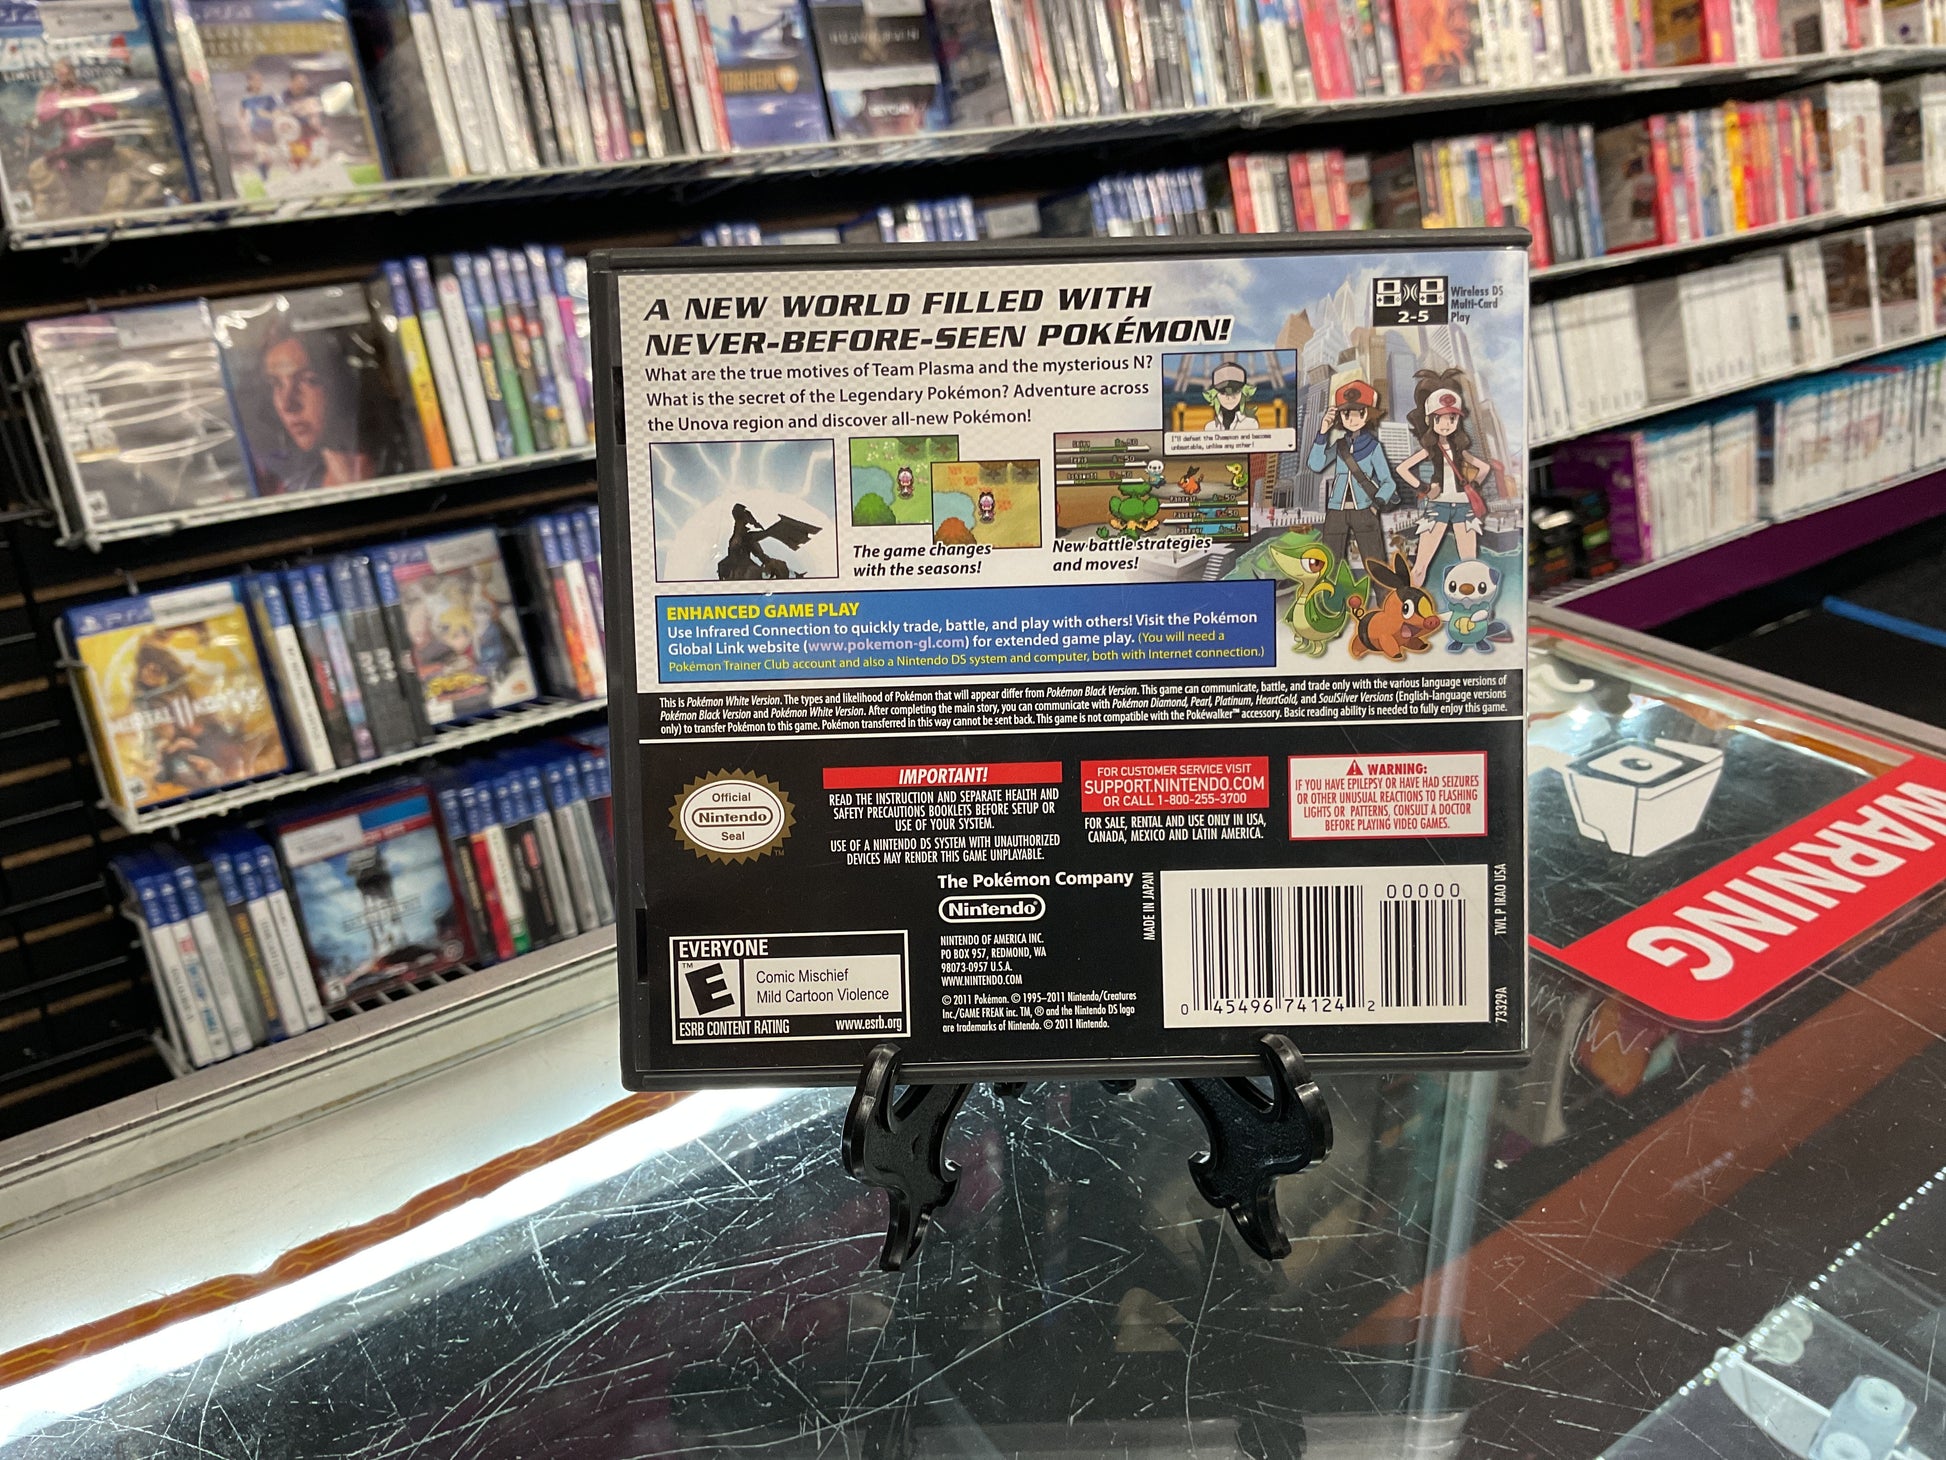 A NEW WORLD FILLED WITH
NEVER-BEFORE-SEEN POKÉMON!
What are the true motives of Team Plasma and the mysterious N?
What is the secret of the Legendary Pokémon? Adventure across
the Unova region and discover all-new Pokémon!
2-5
Wireless DS
Multi-Card
Play
I'll defeat the Champion and become
unbeatable, unlike any other!
The game changes
with the seasons!
New battle strategies
and moves!
ENHANCED GAME PLAY
Use Infrared Connection to quickly trade, battle, and play with others! Visit the Pokémon
Global Link website (www.pokemon-gl.com) for extended game play. (You will need a
Pokémon Trainer Club account and also a Nintendo DS system and computer, both with Internet connection.)
This is Pokémon White Version. The types and likelihood of Pokémon that will appear differ from Pokémon Black Version. This game can communicate, battle, and trade only with the various language versions of
Pokémon Black Version and Pokémon White Version. After completing the main story, you can communicate with Pokémon Diamond, Pearl, Platinum, HeartGold, and SoulSilver Versions (English-language versions
only) to transfer Pokémon to this game. Pokémon transferred in this way cannot be sent back. This game is not compatible with the Pokéwalker™ accessory. Basic reading ability is needed to fully enjoy this game.
Official
Nintendo
Seal
TM
IMPORTANT!
READ THE INSTRUCTION AND SEPARATE HEALTH AND
SAFETY PRECAUTIONS BOOKLETS BEFORE SETUP OR
USE OF YOUR SYSTEM.
USE OF A NINTENDO DS SYSTEM WITH UNAUTHORIZED
DEVICES MAY RENDER THIS GAME UNPLAYABLE.
FOR CUSTOMER SERVICE VISIT
SUPPORT.NINTENDO.COM
OR CALL 1-800-255-3700
FOR SALE, RENTAL AND USE ONLY IN USA,
CANADA, MEXICO AND LATIN AMERICA.
WARNING:
IF YOU HAVE EPILEPSY OR HAVE HAD SEIZURES
OR OTHER UNUSUAL REACTIONS TO FLASHING
LIGHTS OR PATTERNS, CONSULT A DOCTOR
BEFORE PLAYING VIDEO GAMES.
The Pokémon Company
Nintendo®
NINTENDO OF AMERICA INC.
PO BOX 957, REDMOND, WA
98073-0957 U.S.A.
WWW.NINTENDO.COM
© 2011 Pokémon. © 1995–2011 Nintendo/Creatures
Inc./GAME FREAK inc. TM, ® and the Nintendo DS logo
are trademarks of Nintendo. © 2011 Nintendo.
EVERYONE
E
TM
Comic Mischief
Mild Cartoon Violence
ESRB CONTENT RATING www.esrb.org
MADE IN JAPAN
00000
0 45496 74124 2
TWL P IRAO USA
73329A
WARNING